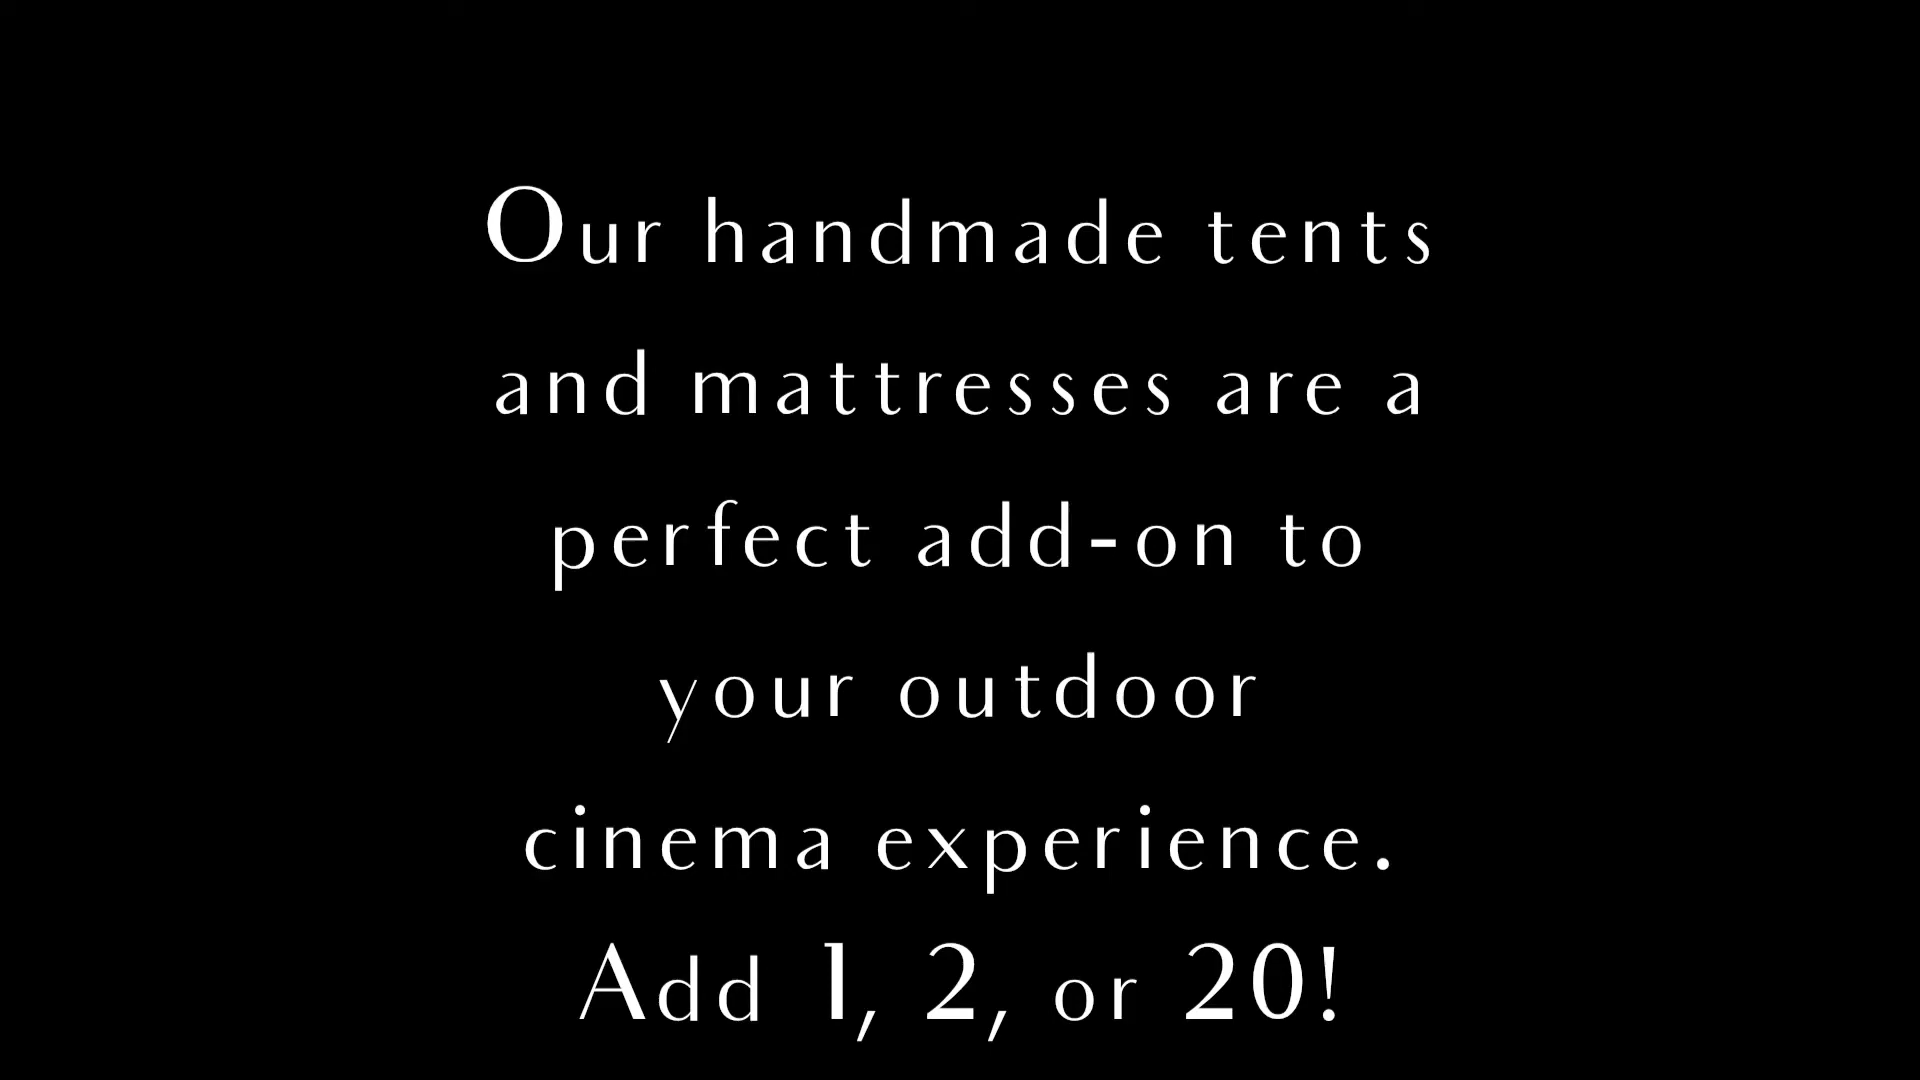 Our handmade tents
and mattresses are a
perfect add-on to
your outdoor
cinema experience.
Add 1, 2, or 20!